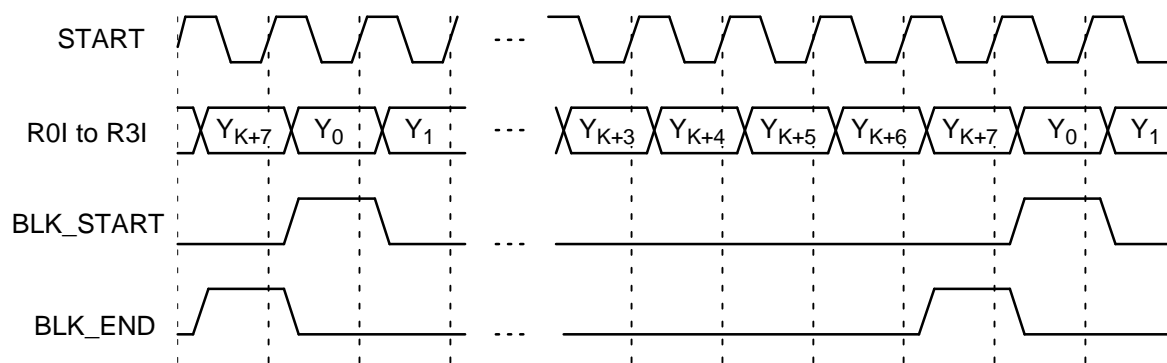 START ---
R0I to R3I Y_{K+7} Y_0 Y_1 --- Y_{K+3} Y_{K+4} Y_{K+5} Y_{K+6} Y_{K+7} Y_0 Y_1
BLK_START ---
BLK_END ---